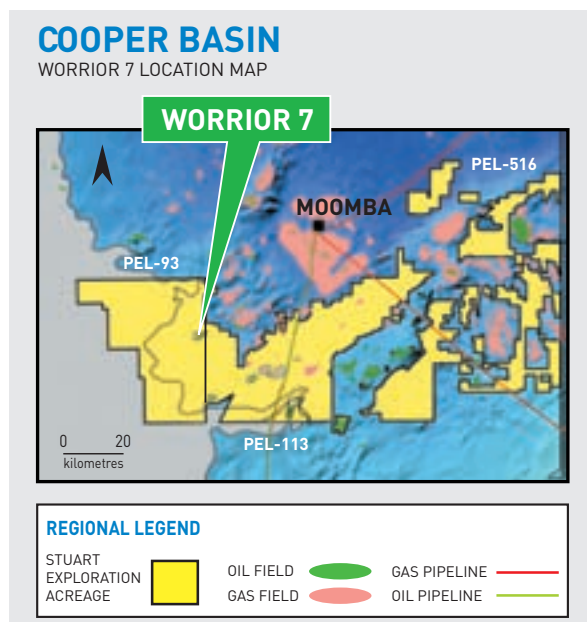 COOPER BASIN
WORRIOR 7 LOCATION MAP
WORRIOR 7
PEL-516
MOOMBA
PEL-93
0 20
kilometres
PEL-113
REGIONAL LEGEND
STUART
EXPLORATION
ACREAGE
OIL FIELD
GAS FIELD
GAS PIPELINE
OIL PIPELINE